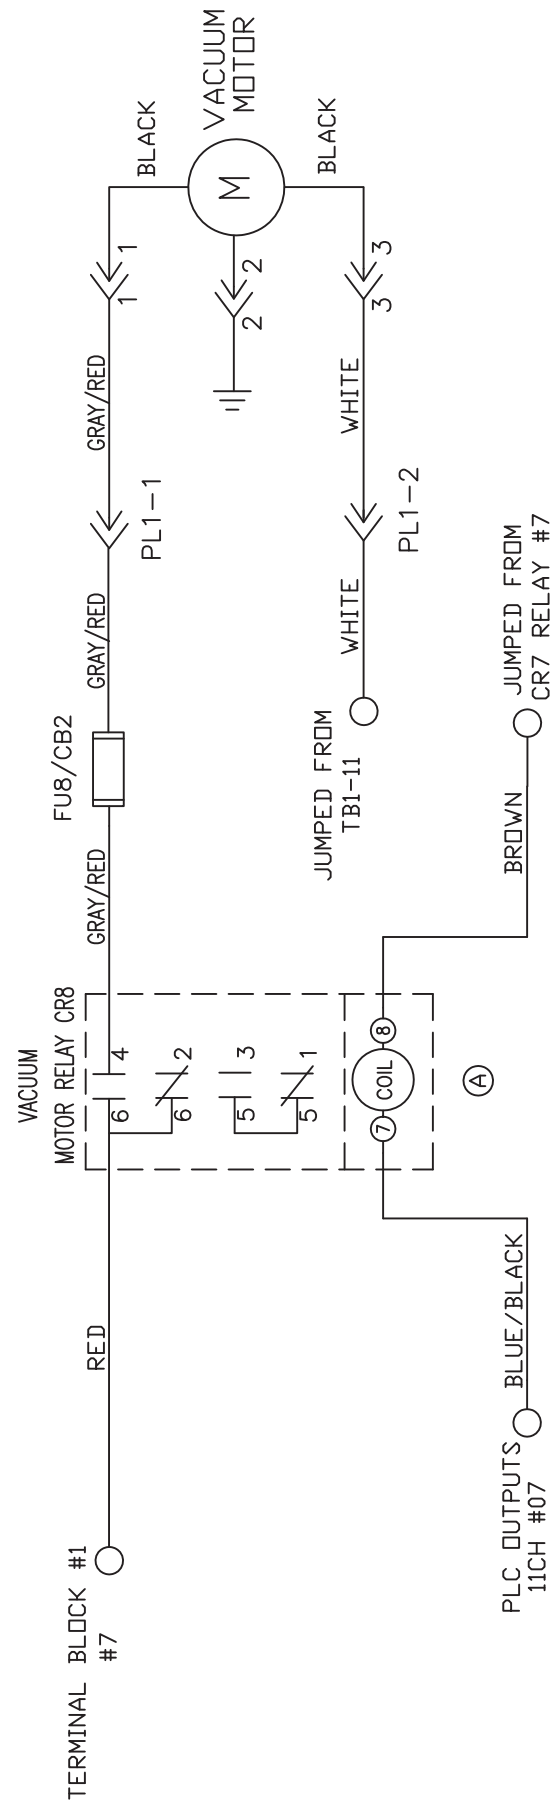 TERMINAL BLOCK #1
#7
RED
VACUUM
MOTOR RELAY CR8
6
4
6
2
5
3
5
1
GRAY/RED
FU8/CB2
GRAY/RED
PL1-1
GRAY/RED
1
1
BLACK
VACUUM
MOTOR
M
2
2
BLACK
3
3
WHITE
PL1-2
WHITE
JUMPED FROM
TB1-11
PLC OUTPUTS
11CH #07
BLUE/BLACK
7
COIL
8
A
BROWN
JUMPED FROM
CR7 RELAY #7